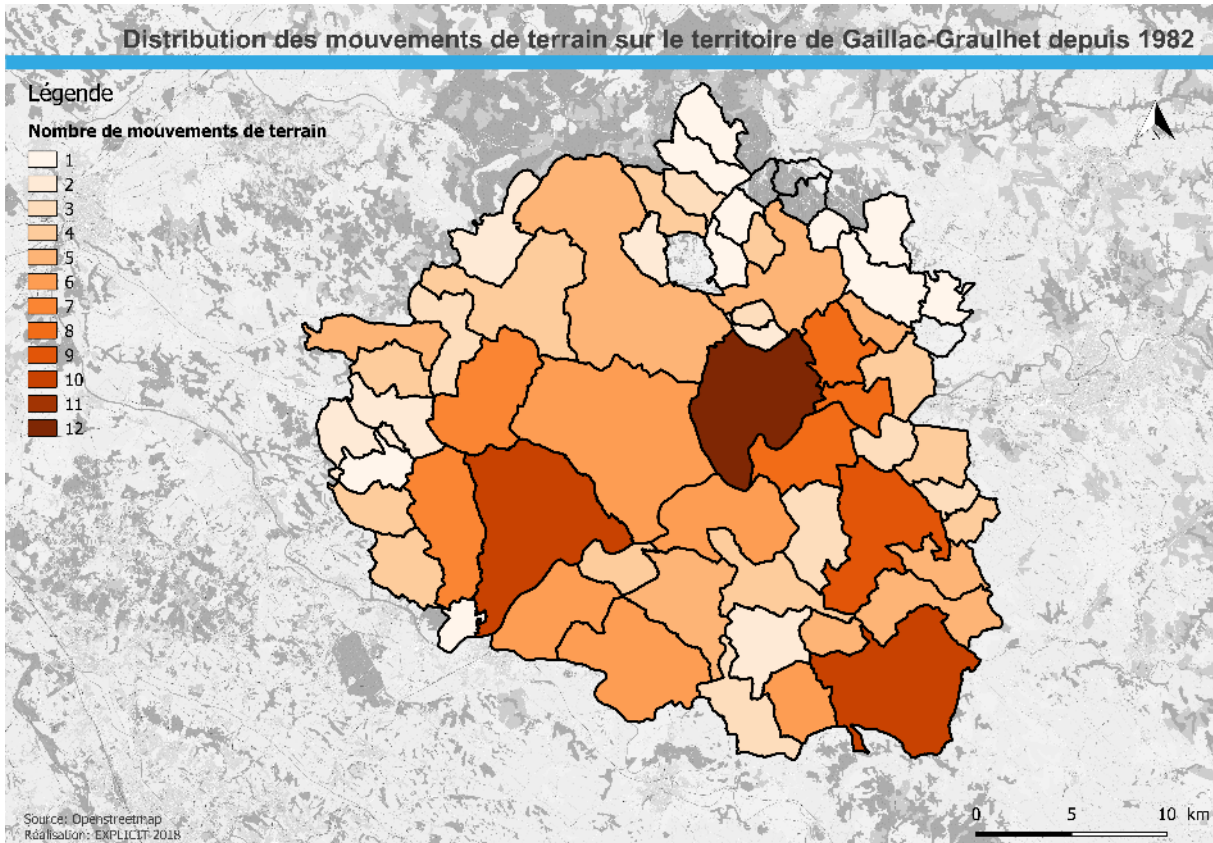 Distribution des mouvements de terrain sur le territoire de Gaillac-Graulhet depuis 1982
Légende
Nombre de mouvements de terrain
1
2
3
4
5
6
7
8
9
10
11
12
Source: Openstreetmap
Réalisation: EXPLICIT 2018
0 5 10 km